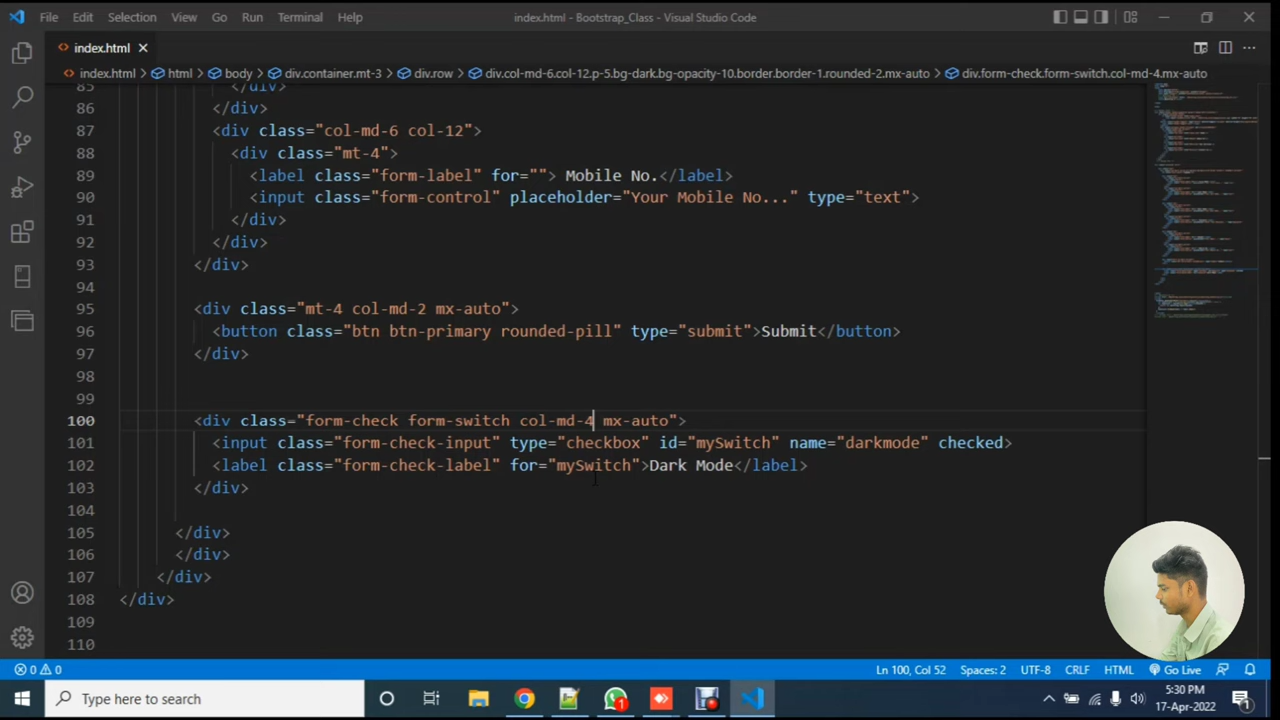 File Edit Selection View Go Run Terminal Help index.html - Bootstrap_Class - Visual Studio Code
index.html
index.html html body div.container.mt-3 div.row div.col-md-6.col-12.p-5.bg-dark.bg-opacity-10.border.border-1.rounded-2.mx-auto div.form-check.form-switch.col-md-4.mx-auto
85 </div>
86 </div>
87 <div class="col-md-6 col-12">
88 <div class="mt-4">
89 <label class="form-label" for=""> Mobile No.</label>
90 <input class="form-control" placeholder="Your Mobile No..." type="text">
91 </div>
92 </div>
93 </div>
94
95 <div class="mt-4 col-md-2 mx-auto">
96 <button class="btn btn-primary rounded-pill" type="submit">Submit</button>
97 </div>
98
99
100 <div class="form-check form-switch col-md-4 mx-auto">
101 <input class="form-check-input" type="checkbox" id="mySwitch" name="darkmode" checked>
102 <label class="form-check-label" for="mySwitch">Dark Mode</label>
103 </div>
104
105 </div>
106 </div>
107 </div>
108 </div>
109
110
0 0 Ln 100, Col 52 Spaces: 2 UTF-8 CRLF HTML Go Live
Type here to search 1 5:30 PM
17-Apr-2022 1